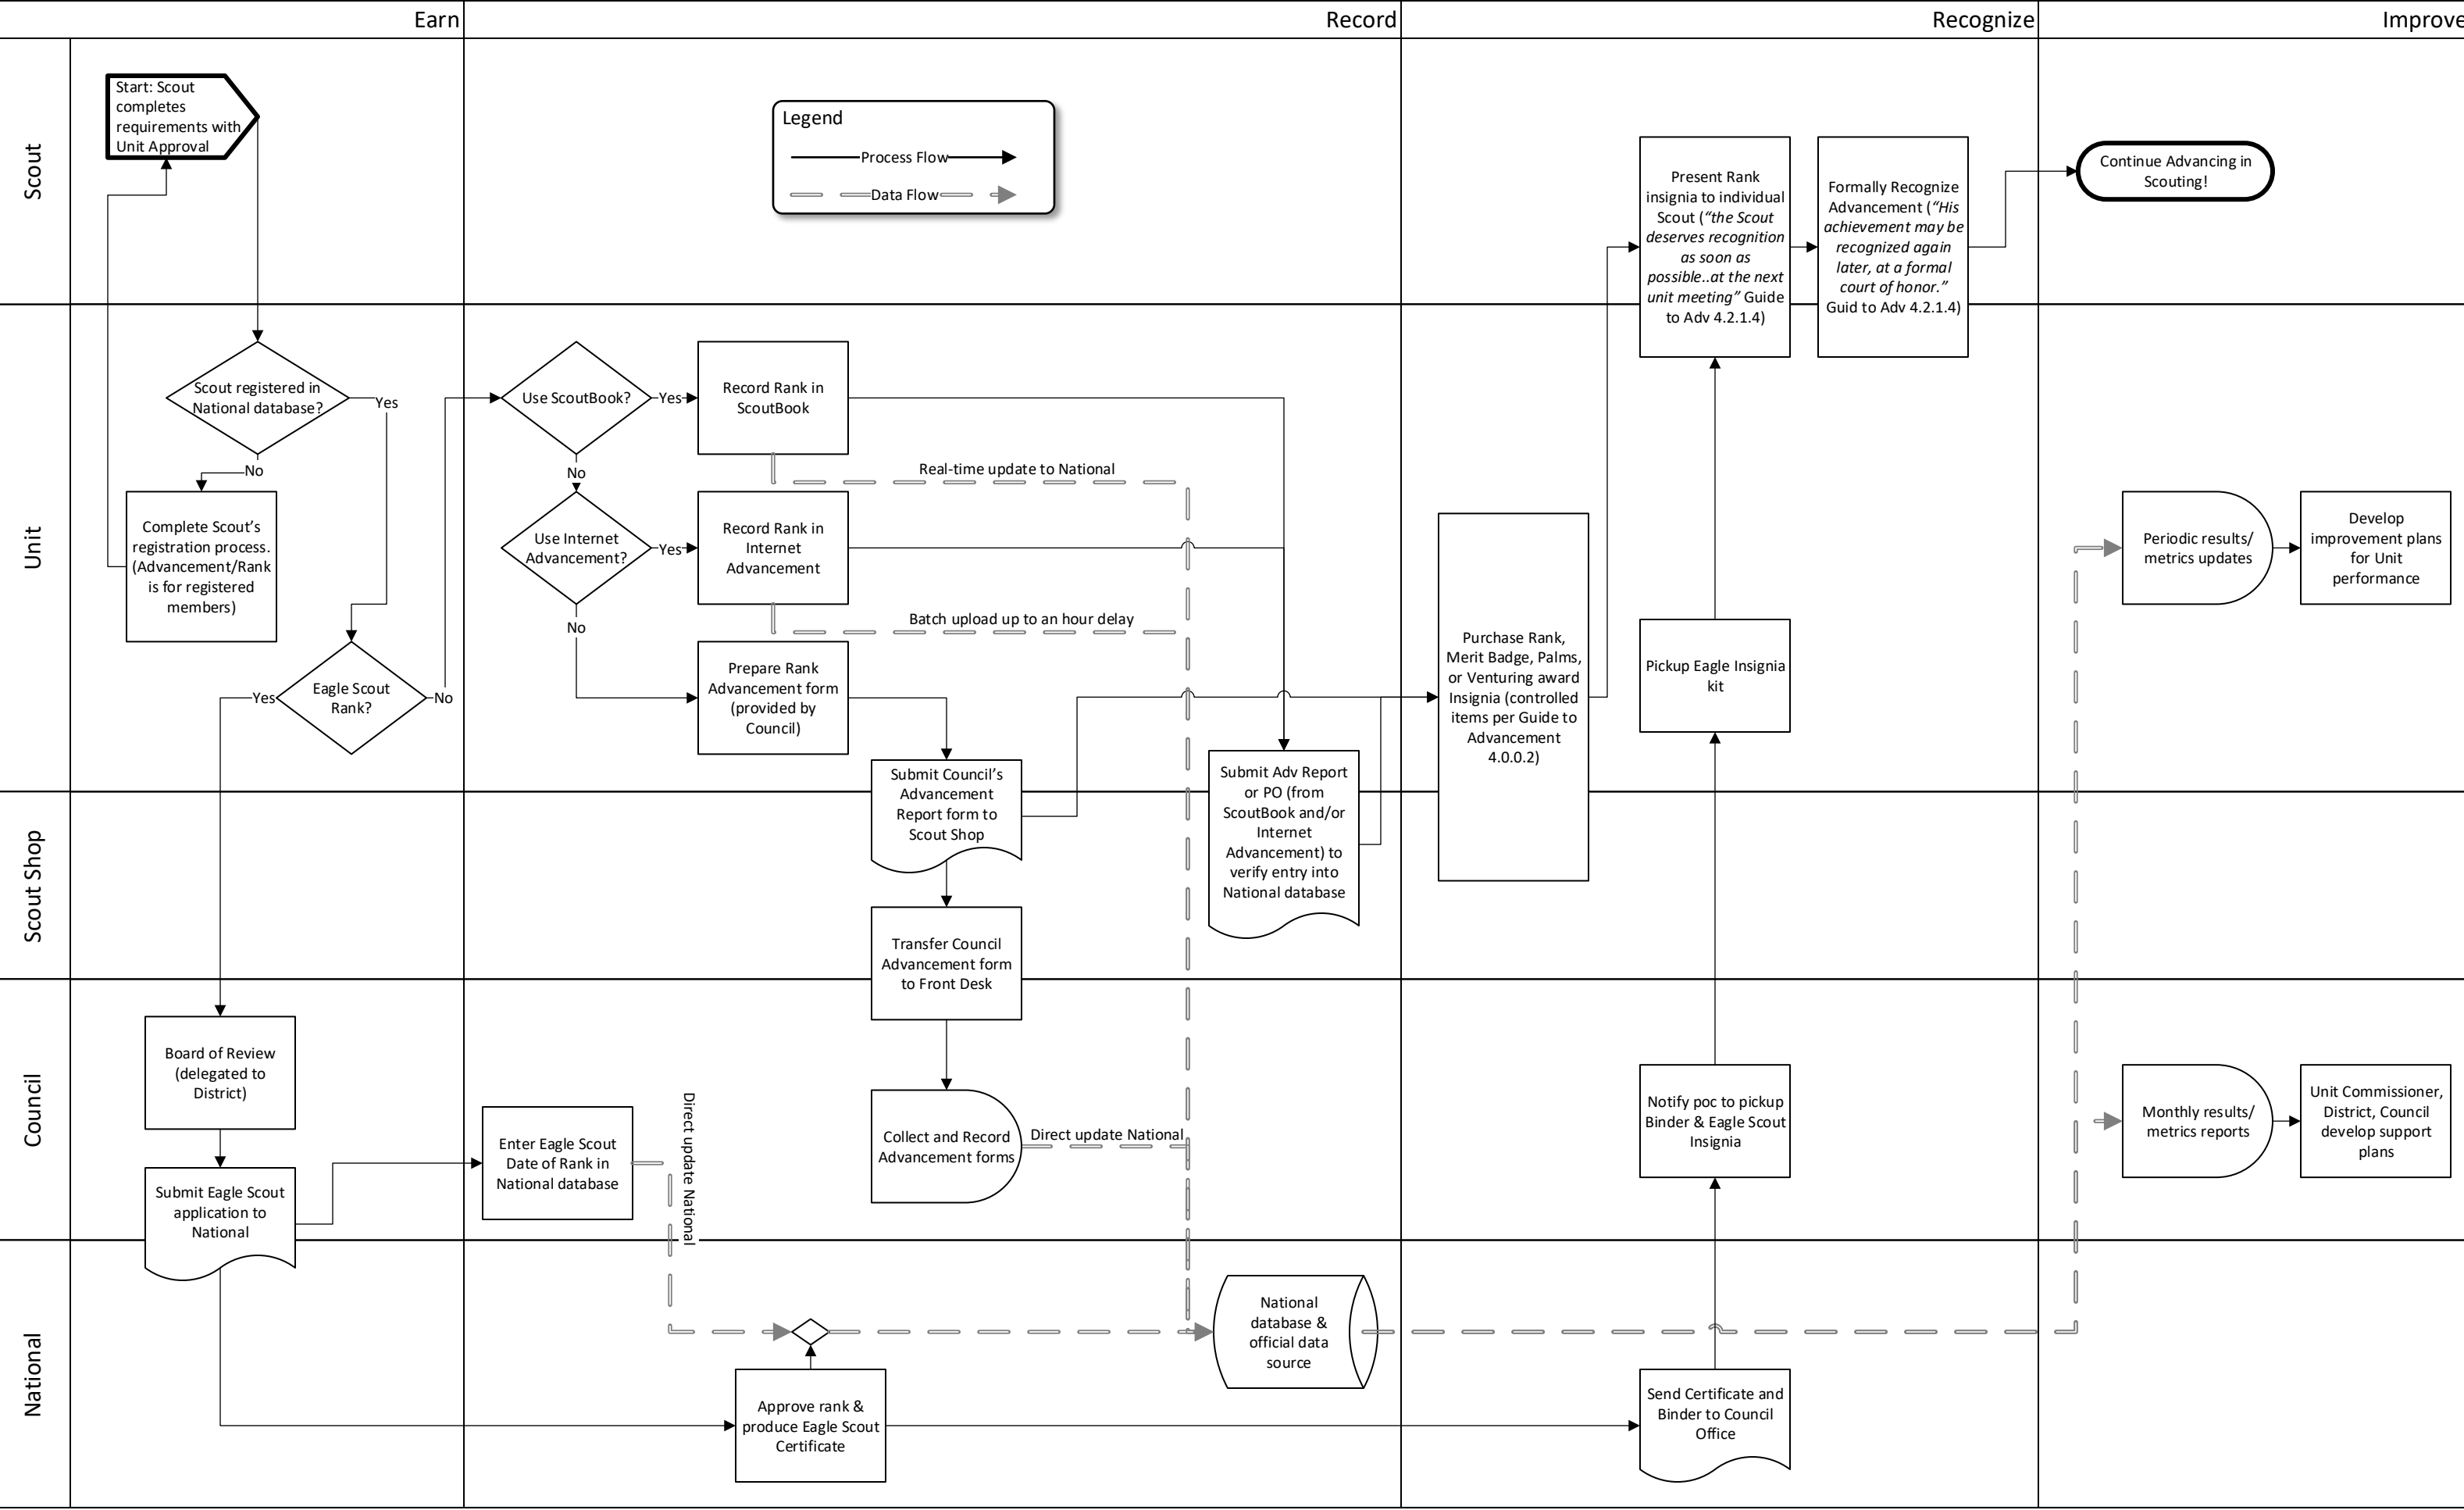 Earn
Record
Recognize
Improve
Scout
Start: Scout
completes
requirements with
Unit Approval
Legend
Process Flow
Data Flow
Present Rank
insignia to individual
Scout (“the Scout
deserves recognition
as soon as
possible..at the next
unit meeting” Guide
to Adv 4.2.1.4)
Formally Recognize
Advancement (“His
achievement may be
recognized again
later, at a formal
court of honor.”
Guid to Adv 4.2.1.4)
Continue Advancing in
Scouting!
Unit
Scout registered in
National database?
Yes
No
Complete Scout’s
registration process.
(Advancement/Rank
is for registered
members)
Eagle Scout
Rank?
Yes
No
Use ScoutBook?
Yes
No
Record Rank in
ScoutBook
Real-time update to National
Use Internet
Advancement?
Yes
No
Record Rank in
Internet
Advancement
Batch upload up to an hour delay
Prepare Rank
Advancement form
(provided by
Council)
Submit Council’s
Advancement
Report form to
Scout Shop
Submit Adv Report
or PO (from
ScoutBook and/or
Internet
Advancement) to
verify entry into
National database
Purchase Rank,
Merit Badge, Palms,
or Venturing award
Insignia (controlled
items per Guide to
Advancement
4.0.0.2)
Pickup Eagle Insignia
kit
Periodic results/
metrics updates
Develop
improvement plans
for Unit
performance
Scout Shop
Transfer Council
Advancement form
to Front Desk
Council
Board of Review
(delegated to
District)
Submit Eagle Scout
application to
National
Enter Eagle Scout
Date of Rank in
National database
Direct update National
Collect and Record
Advancement forms
Direct update National
Notify poc to pickup
Binder & Eagle Scout
Insignia
Monthly results/
metrics reports
Unit Commissioner,
District, Council
develop support
plans
National
Approve rank &
produce Eagle Scout
Certificate
National
database &
official data
source
Send Certificate and
Binder to Council
Office